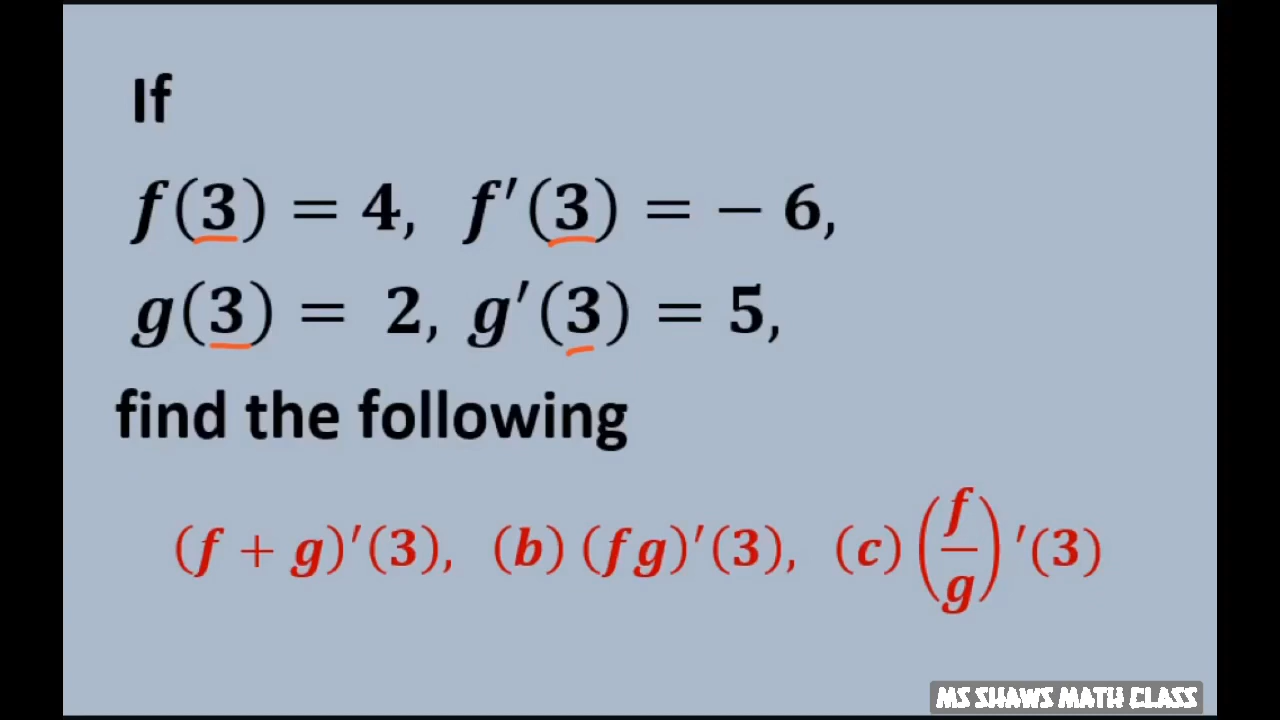 If
f(3) = 4, f′(3) = − 6,
g(3) = 2, g′(3) = 5,
find the following
(f + g)′(3), (b) (fg)′(3), (c) (f/g)′(3)
MS SHAWS MATH CLASS